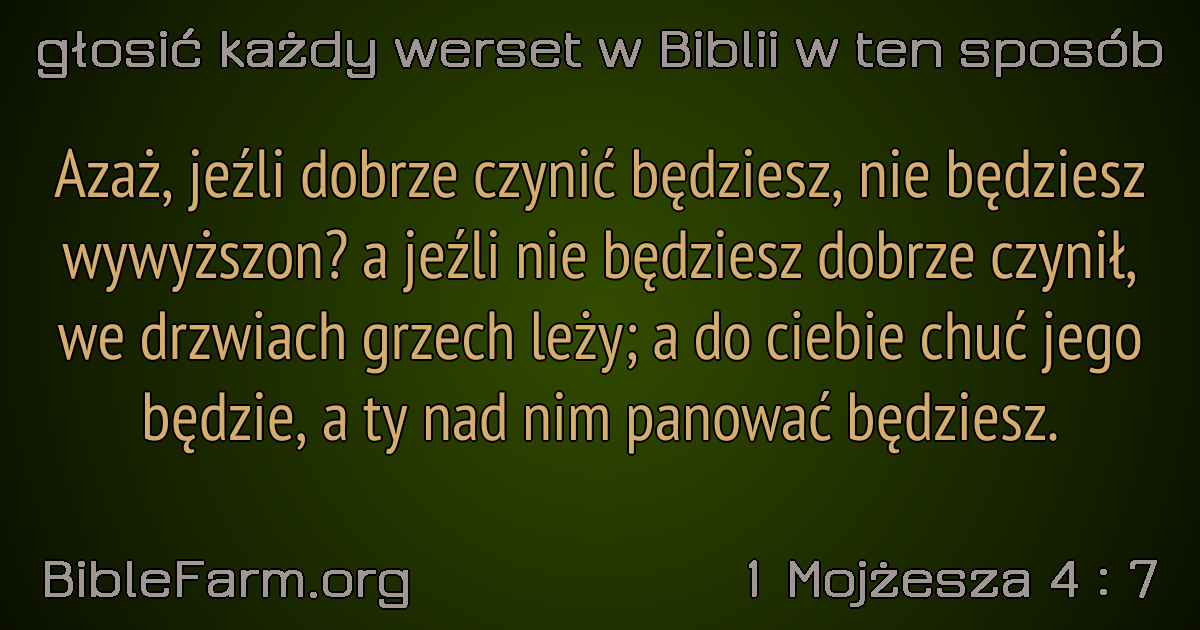 głosić każdy werset w Biblii w ten sposób
Azaż, jeźli dobrze czynić będziesz, nie będziesz
wywyższon? a jeźli nie będziesz dobrze czynił,
we drzwiach grzech leży; a do ciebie chuć jego
będzie, a ty nad nim panować będziesz.
BibleFarm.org
1 Mojżesza 4 : 7